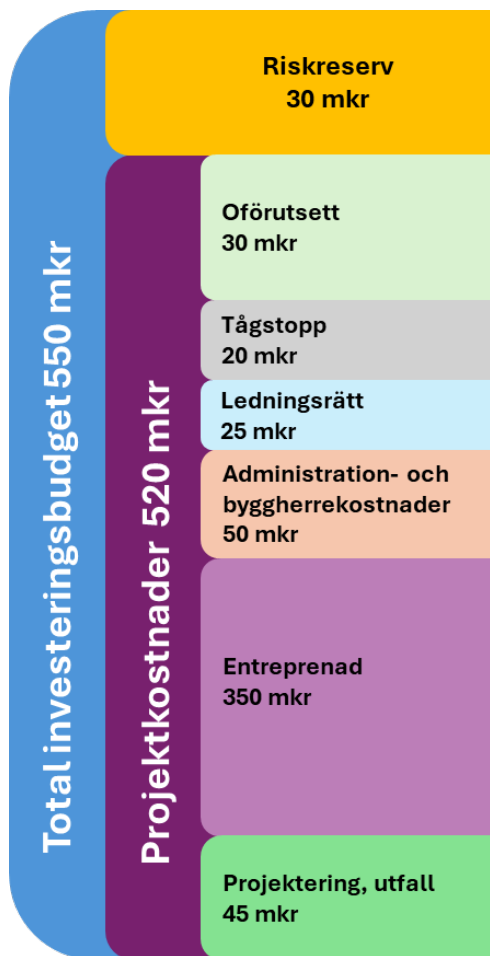 Total investeringsbudget 550 mkr
Projektkostnader 520 mkr
Riskreserv
30 mkr
Oförutsett
30 mkr
Tågstopp
20 mkr
Ledningsrätt
25 mkr
Administration- och
byggherrekostnader
50 mkr
Entreprenad
350 mkr
Projektering, utfall
45 mkr